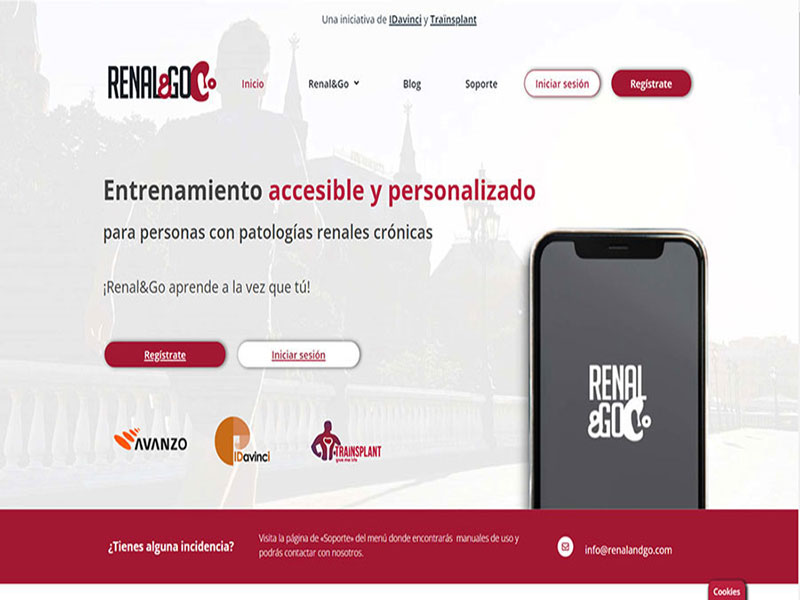 Una iniciativa de IDavinci y Trainsplant
RENAL&GO
Inicio
Renal&Go
Blog
Soporte
Iniciar sesión
Regístrate
Entrenamiento accesible y personalizado
para personas con patologías renales crónicas
¡Renal&Go aprende a la vez que tú!
Regístrate
Iniciar sesión
AVANZO
IDavinci
TRAINSPLANT
give me life
RENAL
&GO
¿Tienes alguna incidencia?
Visita la página de «Soporte» del menú donde encontrarás manuales de uso y
podrás contactar con nosotros.
info@renalandgo.com
Cookies